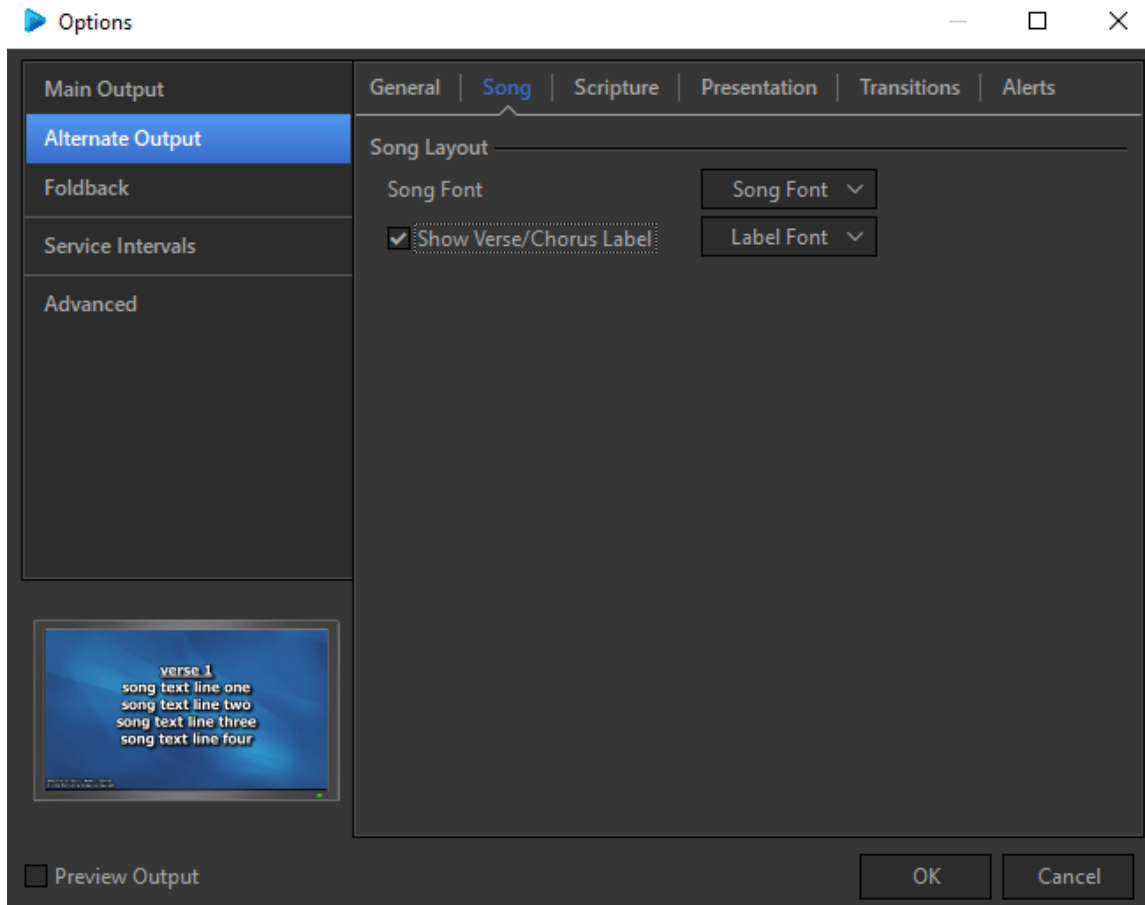 Options
Main Output
Alternate Output
Foldback
Service Intervals
Advanced
General Song Scripture Presentation Transitions Alerts
Song Layout
Song Font Song Font
Show Verse/Chorus Label Label Font
verse 1
song text line one
song text line two
song text line three
song text line four
Preview Output
OK Cancel